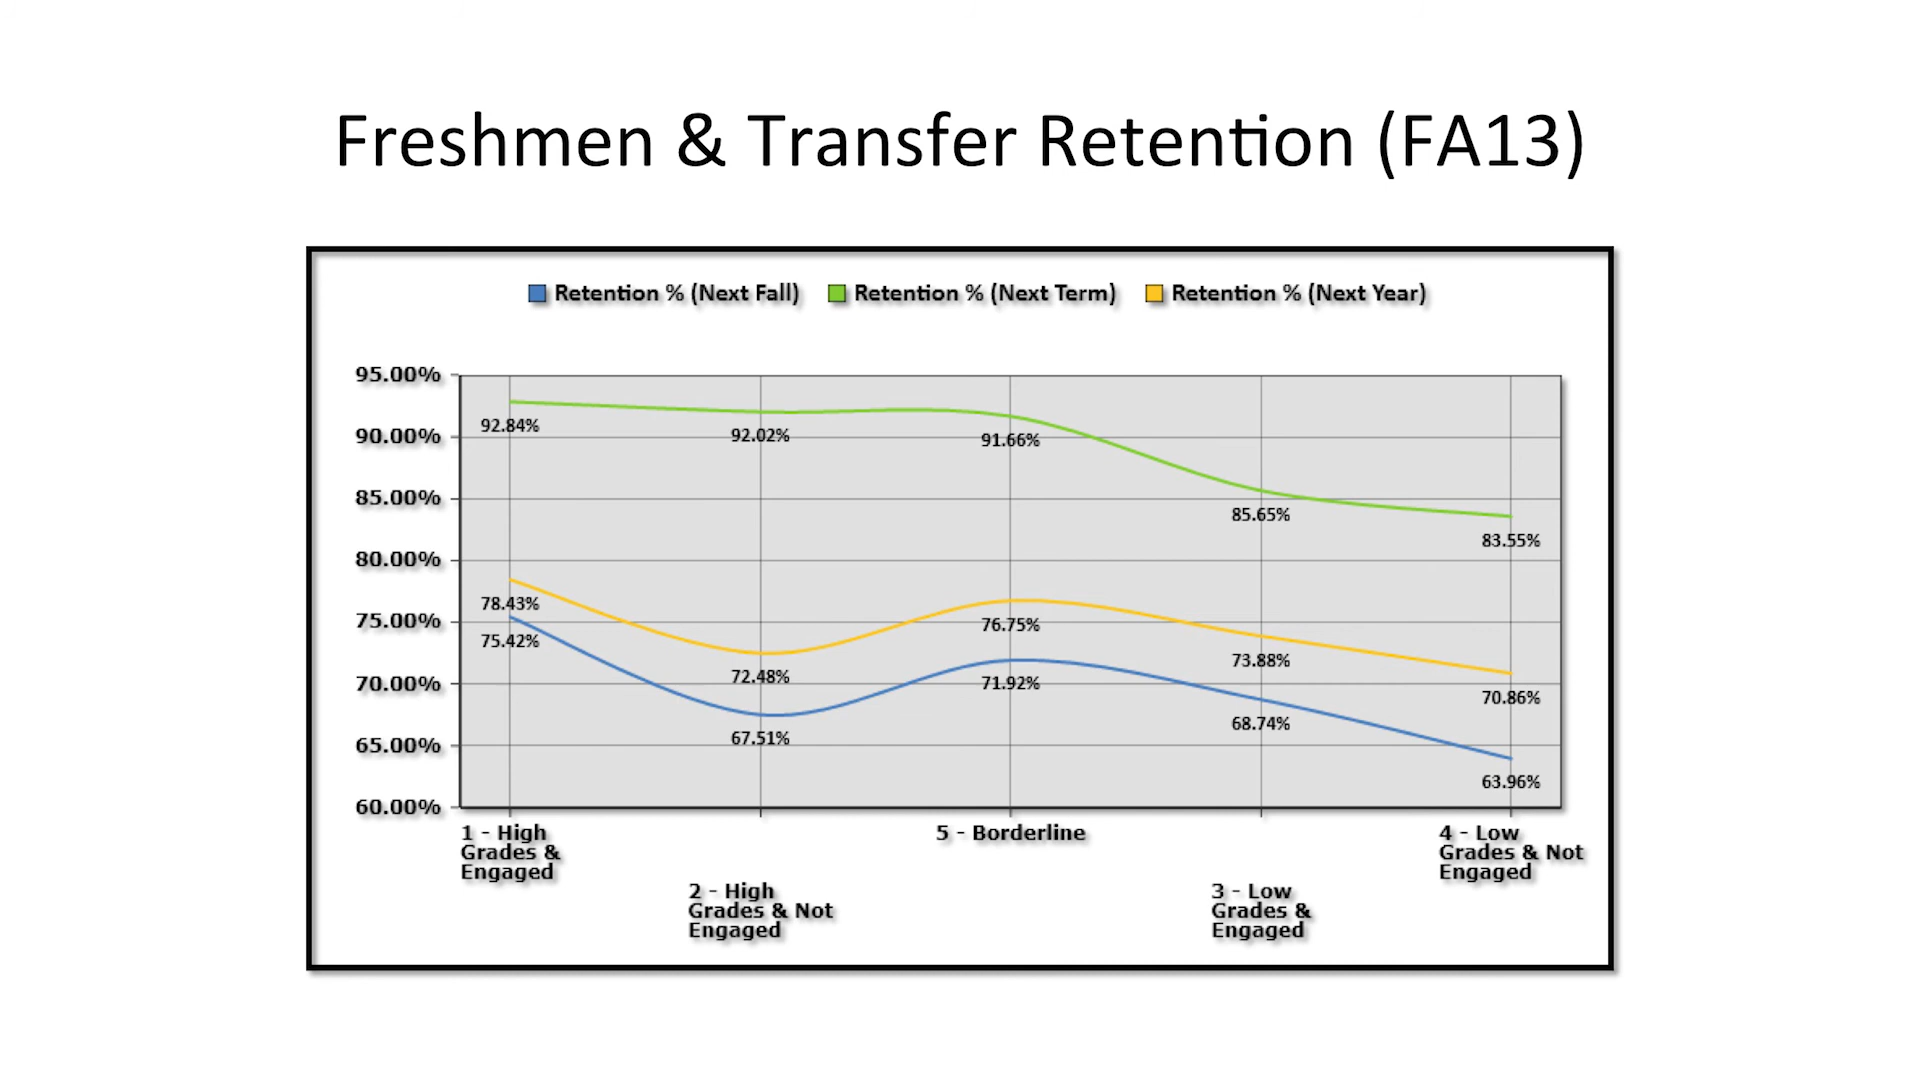 Freshmen & Transfer Retention (FA13)
Retention % (Next Fall) Retention % (Next Term) Retention % (Next Year)
95.00%
90.00%
85.00%
80.00%
75.00%
70.00%
65.00%
60.00%
92.84%
92.02%
91.66%
85.65%
83.55%
78.43%
72.48%
76.75%
73.88%
70.86%
75.42%
67.51%
71.92%
68.74%
63.96%
1 - High
Grades &
Engaged
2 - High
Grades & Not
Engaged
5 - Borderline
3 - Low
Grades &
Engaged
4 - Low
Grades & Not
Engaged